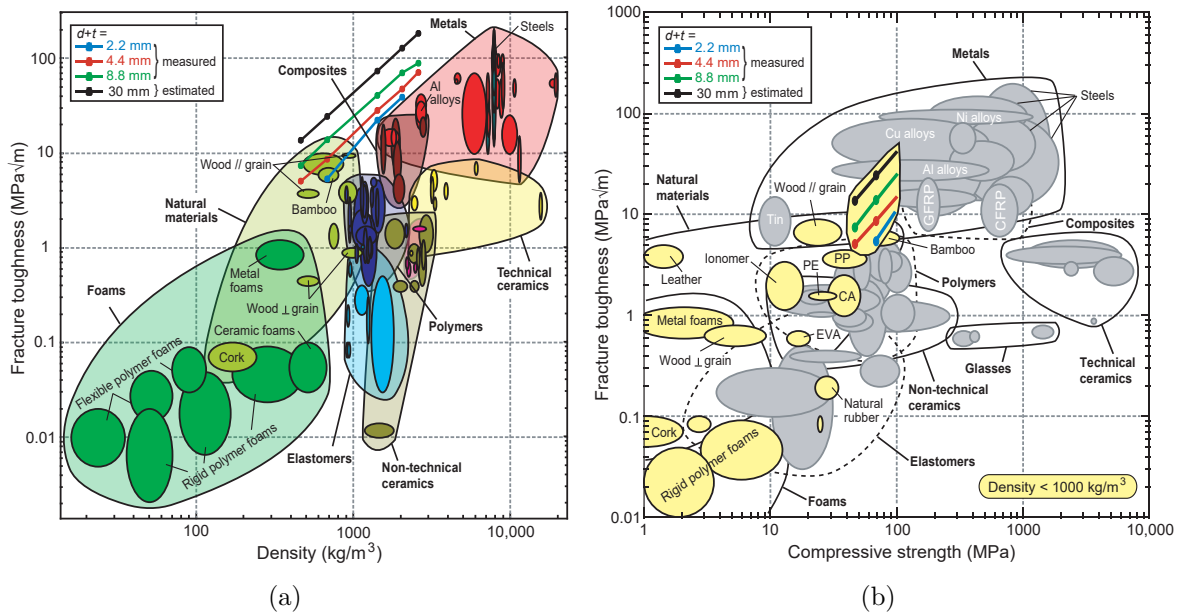 d+t =
2.2 mm
4.4 mm
8.8 mm
measured
30 mm } estimated
Fracture toughness (MPa√m)
100
10
1
0.1
0.01
100
1000
10,000
Density (kg/m³)
Metals
Steels
Composites
Al
alloys
Wood // grain
Bamboo
Natural
materials
Foams
Metal
foams
Wood ⊥ grain
Technical
ceramics
Polymers
Ceramic foams
Cork
Flexible polymer foams
Rigid polymer foams
Elastomers
Non-technical
ceramics
(a)
d+t =
2.2 mm
4.4 mm
8.8 mm
measured
30 mm } estimated
Fracture toughness (MPa√m)
1000
100
10
1
0.1
0.01
1
10
100
1000
10,000
Compressive strength (MPa)
Metals
Steels
Ni alloys
Cu alloys
Al alloys
Natural
materials
Wood // grain
Tin
GFRP
CFRP
Composites
Bamboo
Leather
Ionomer
PE
PP
CA
Polymers
EVA
Metal foams
Wood ⊥ grain
Glasses
Technical
ceramics
Non-technical
ceramics
Natural
rubber
Cork
Rigid polymer foams
Elastomers
Foams
Density < 1000 kg/m³
(b)